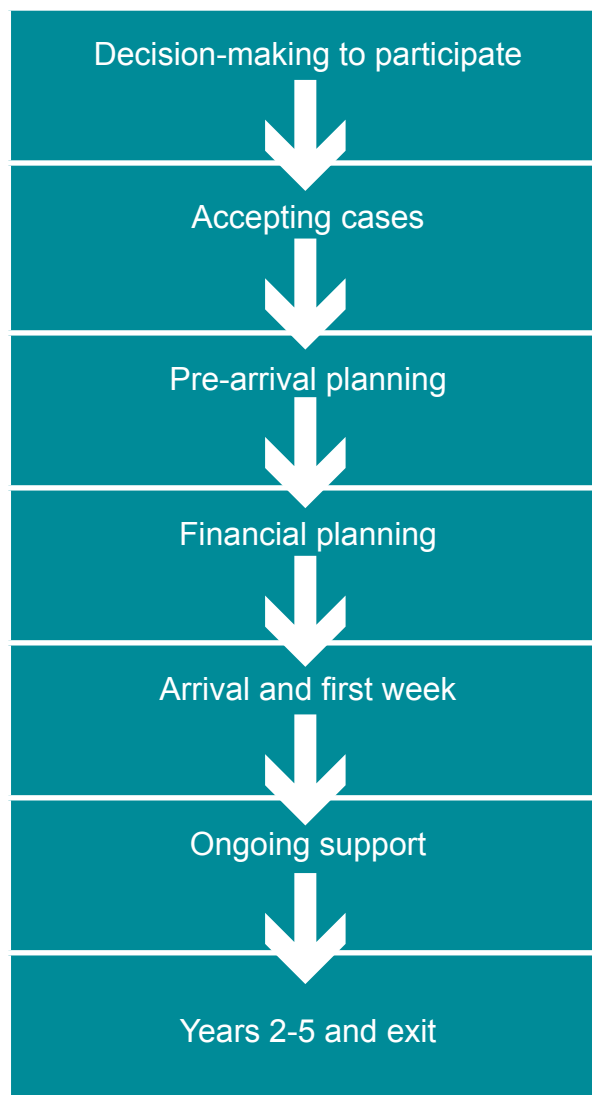 Decision-making to participate
Accepting cases
Pre-arrival planning
Financial planning
Arrival and first week
Ongoing support
Years 2-5 and exit